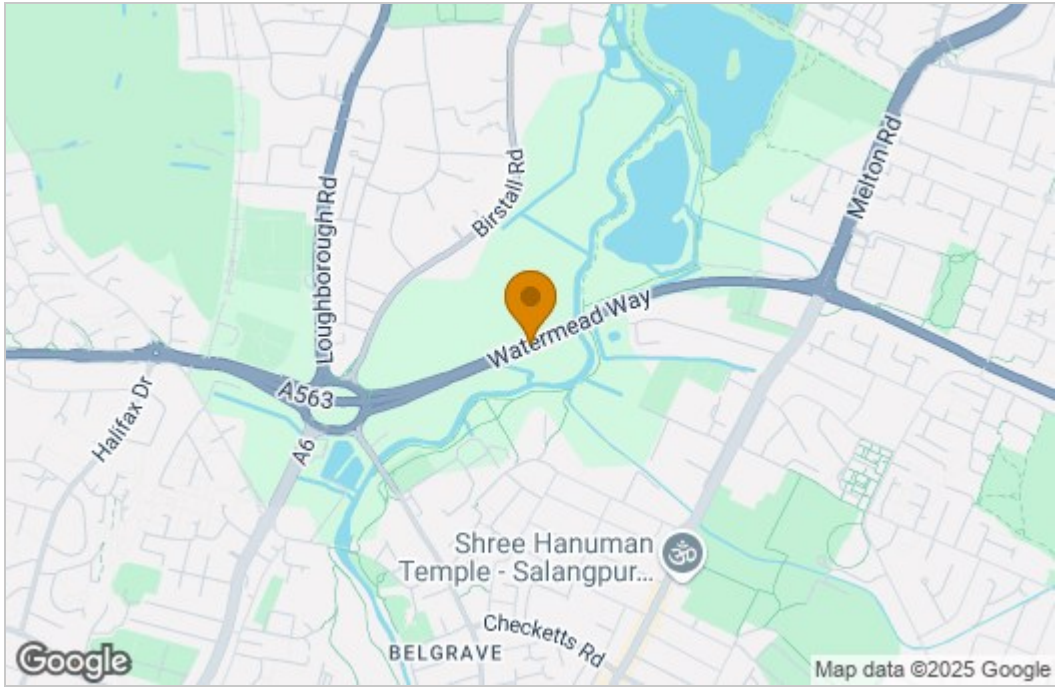 Melton Rd
Birstall Rd
Loughborough Rd
Watermead Way
A563
Halifax Dr
A6
Shree Hanuman
Temple - Salangpur...
Checketts Rd
BELGRAVE
Google
Map data ©2025 Google